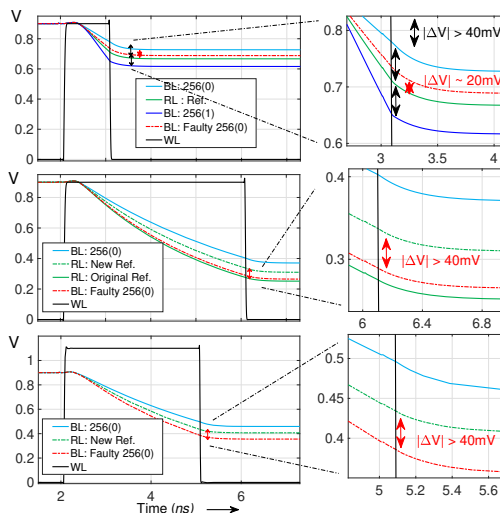 V
0.8
0.6
0.4
0.2
0
BL: 256(0)
RL : Ref.
BL: 256(1)
BL: Faulty 256(0)
WL
0.8
0.7
0.6
|ΔV| > 40mV
|ΔV| ~ 20mV
3
3.5
4
V
0.8
0.6
0.4
0.2
0
BL: 256(0)
RL: New Ref.
RL: Original Ref.
BL: Faulty 256(0)
WL
0.4
0.3
0.2
|ΔV| > 40mV
6
6.4
6.8
V
1
0.8
0.6
0.4
0.2
0
BL: 256(0)
RL: New Ref.
BL: Faulty 256(0)
WL
2
4
6
Time (ns)
0.5
0.45
0.4
0.35
|ΔV| > 40mV
5
5.2
5.4
5.6